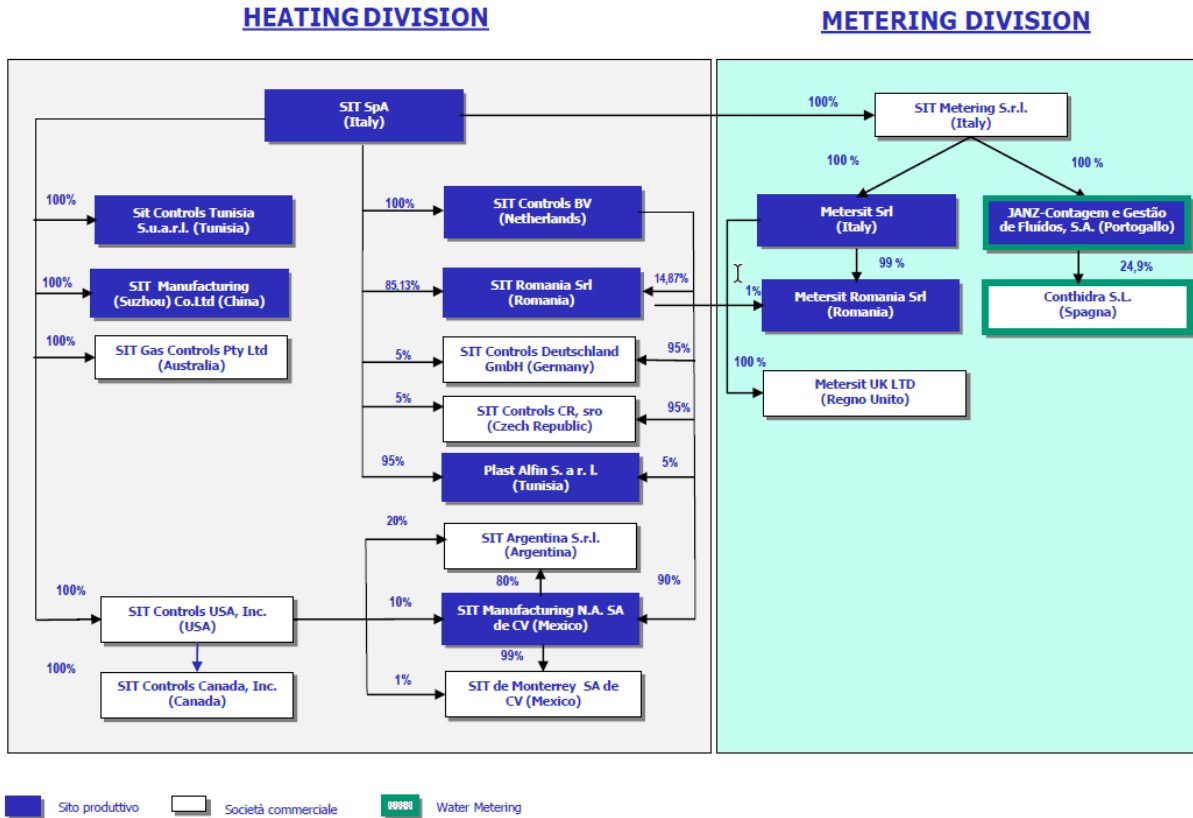 HEATING DIVISION
METERING DIVISION
SIT SpA
(Italy)
100%
SIT Metering S.r.l.
(Italy)
100 %
100 %
100%
Sit Controls Tunisia
S.u.a.r.l. (Tunisia)
100%
SIT Controls BV
(Netherlands)
Metersit Srl
(Italy)
JANZ-Contagem e Gestão
de Fluídos, S.A. (Portogallo)
100%
SIT Manufacturing
(Suzhou) Co.Ltd (China)
85,13%
SIT Romania Srl
(Romania)
14,87%
99 %
24,9%
1%
Metersit Romania Srl
(Romania)
Conthidra S.L.
(Spagna)
100%
SIT Gas Controls Pty Ltd
(Australia)
5%
SIT Controls Deutschland
GmbH (Germany)
95%
100 %
Metersit UK LTD
(Regno Unito)
5%
SIT Controls CR, sro
(Czech Republic)
95%
95%
Plast Alfin S. a r. l.
(Tunisia)
5%
20%
SIT Argentina S.r.l.
(Argentina)
80%
90%
100%
SIT Controls USA, Inc.
(USA)
10%
SIT Manufacturing N.A. SA
de CV (Mexico)
99%
100%
SIT Controls Canada, Inc.
(Canada)
1%
SIT de Monterrey SA de
CV (Mexico)
Sito produttivo
Società commerciale
Water Metering